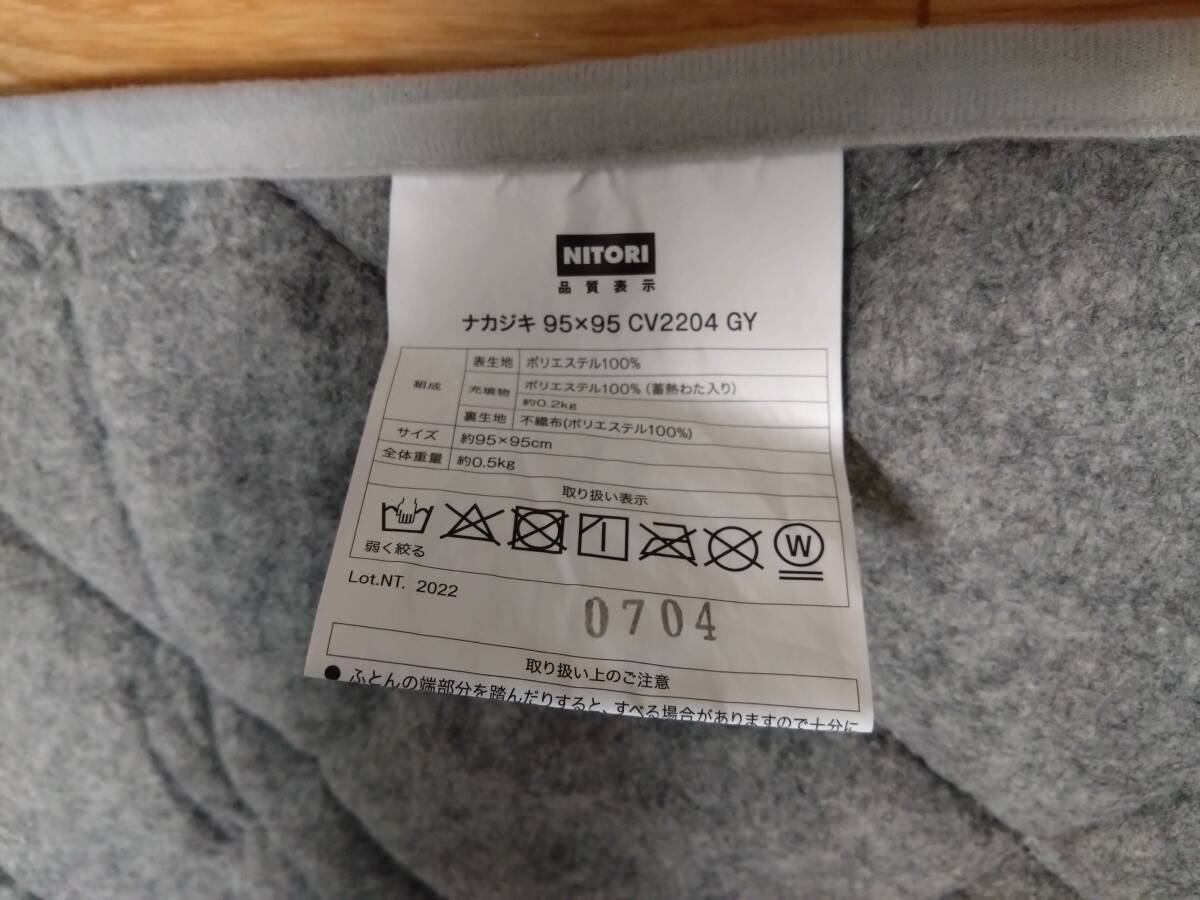 NITORI
品質表示
ナカジキ 95×95 CV2204 GY
組成
表生地 ポリエステル100%
充填物 ポリエステル100%(蓄熱わた入り)
約0.2kg
裏生地 不織布(ポリエステル100%)
サイズ 約95×95cm
全体重量 約0.5kg
取り扱い表示
W
弱く絞る
Lot.NT. 2022
0704
取り扱い上のご注意
●ふとんの端部分を踏んだりすると、すべる場合がありますので十分に